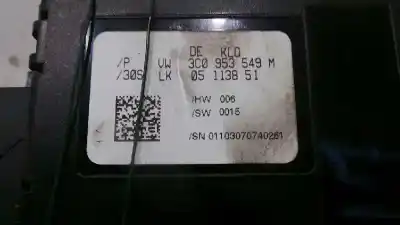 DE KLO
/P VW 3C0 953 549 M
/30S LK 05 1138 51
/HW 006
/SW 0015
/SN 01103070740261